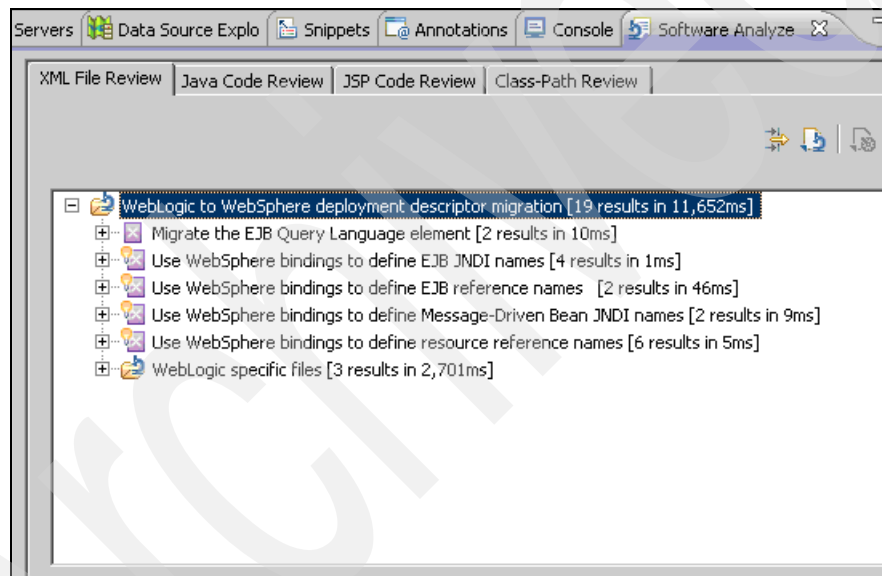 Servers Data Source Explo Snippets Annotations Console Software Analyze
XML File Review Java Code Review JSP Code Review Class-Path Review
WebLogic to WebSphere deployment descriptor migration [19 results in 11,652ms]
Migrate the EJB Query Language element [2 results in 10ms]
Use WebSphere bindings to define EJB JNDI names [4 results in 1ms]
Use WebSphere bindings to define EJB reference names [2 results in 46ms]
Use WebSphere bindings to define Message-Driven Bean JNDI names [2 results in 9ms]
Use WebSphere bindings to define resource reference names [6 results in 5ms]
WebLogic specific files [3 results in 2,701ms]